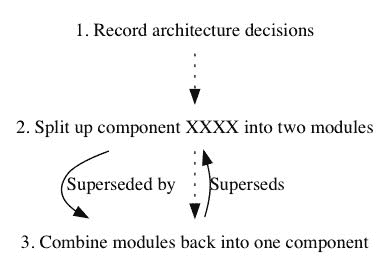 1. Record architecture decisions
2. Split up component XXXX into two modules
Superseded by
Superseds
3. Combine modules back into one component